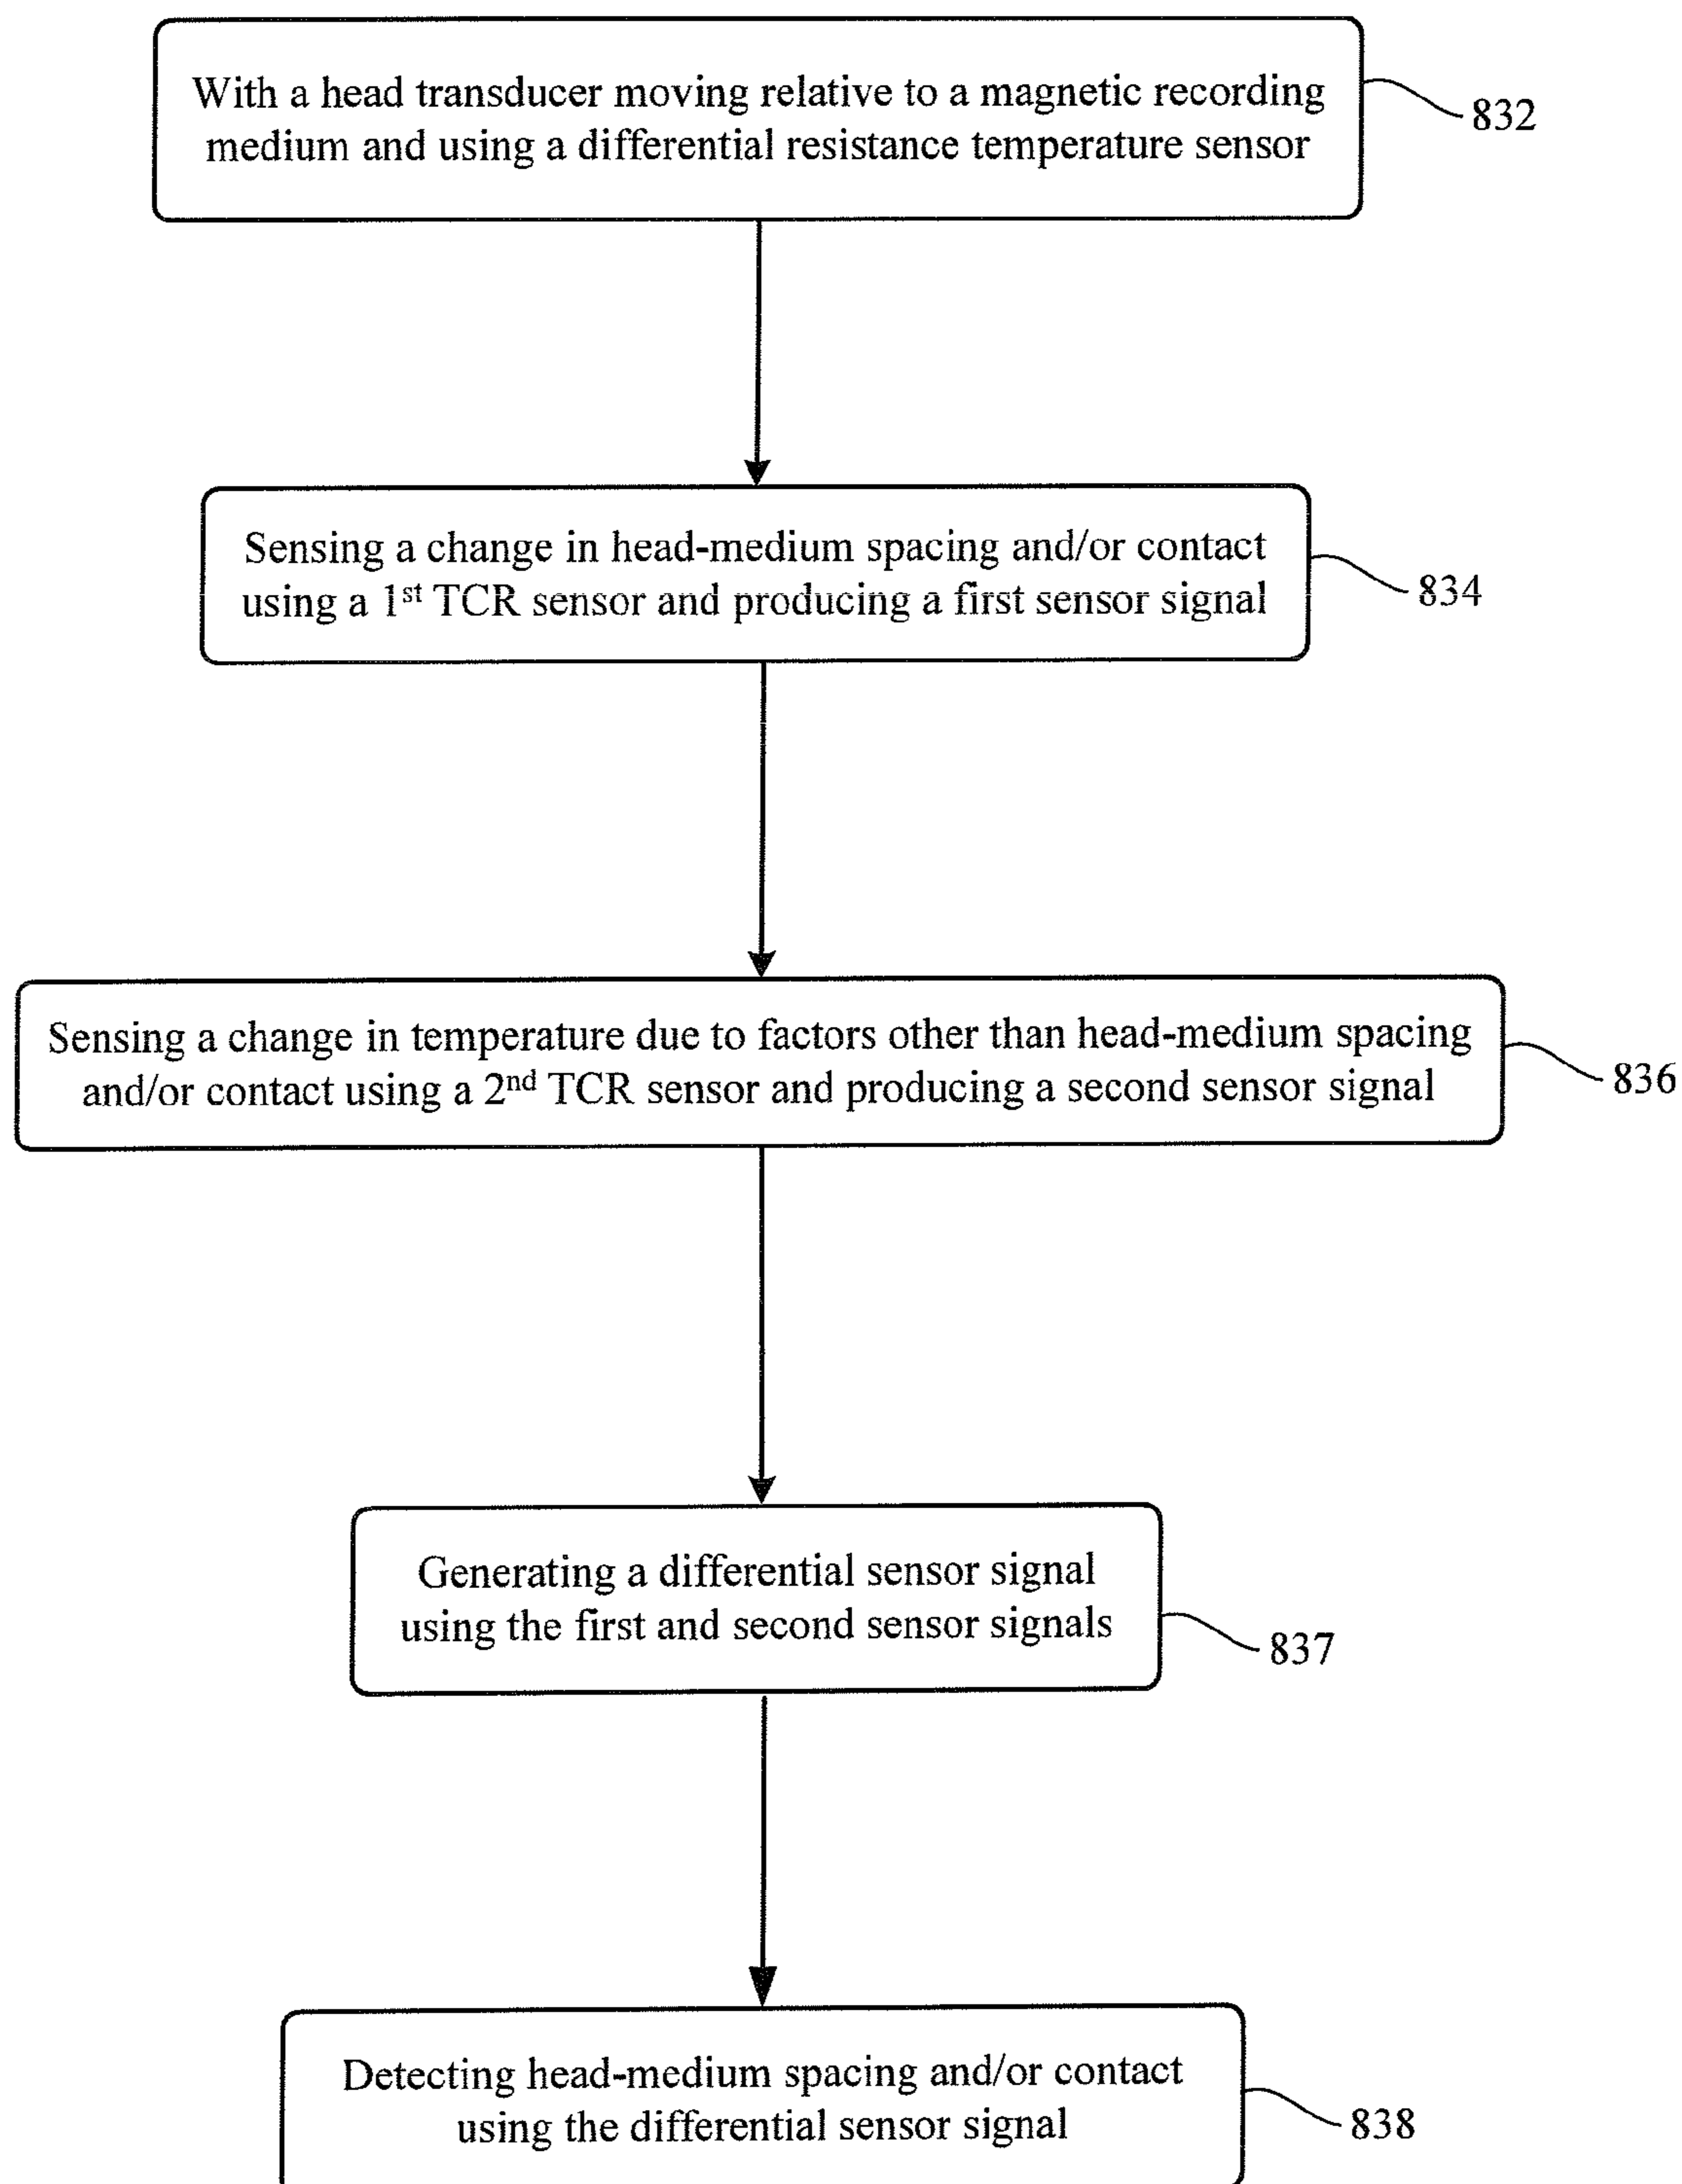 With a head transducer moving relative to a magnetic recording
medium and using a differential resistance temperature sensor
832
Sensing a change in head-medium spacing and/or contact
using a 1st TCR sensor and producing a first sensor signal
834
Sensing a change in temperature due to factors other than head-medium spacing
and/or contact using a 2nd TCR sensor and producing a second sensor signal
836
Generating a differential sensor signal
using the first and second sensor signals
837
Detecting head-medium spacing and/or contact
using the differential sensor signal
838